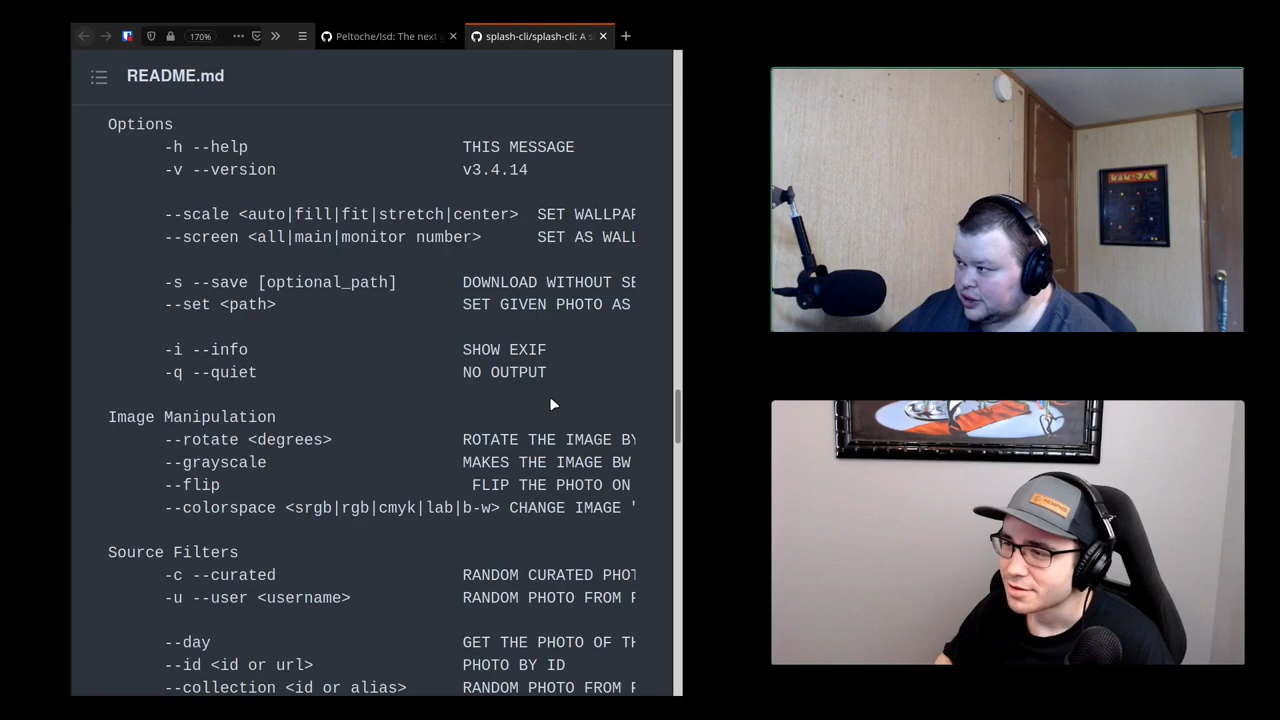 170%
Peltoche/lsd: The next
splash-cli/splash-cli: A
README.md
Options
-h --help THIS MESSAGE
-v --version v3.4.14
--scale <auto|fill|fit|stretch|center> SET WALLPAP
--screen <all|main|monitor number> SET AS WALL
-s --save [optional_path] DOWNLOAD WITHOUT SE
--set <path> SET GIVEN PHOTO AS
-i --info SHOW EXIF
-q --quiet NO OUTPUT
Image Manipulation
--rotate <degrees> ROTATE THE IMAGE BY
--grayscale MAKES THE IMAGE BW
--flip FLIP THE PHOTO ON
--colorspace <srgb|rgb|cmyk|lab|b-w> CHANGE IMAGE
Source Filters
-c --curated RANDOM CURATED PHOT
-u --user <username> RANDOM PHOTO FROM
--day GET THE PHOTO OF TH
--id <id or url> PHOTO BY ID
--collection <id or alias> RANDOM PHOTO FROM